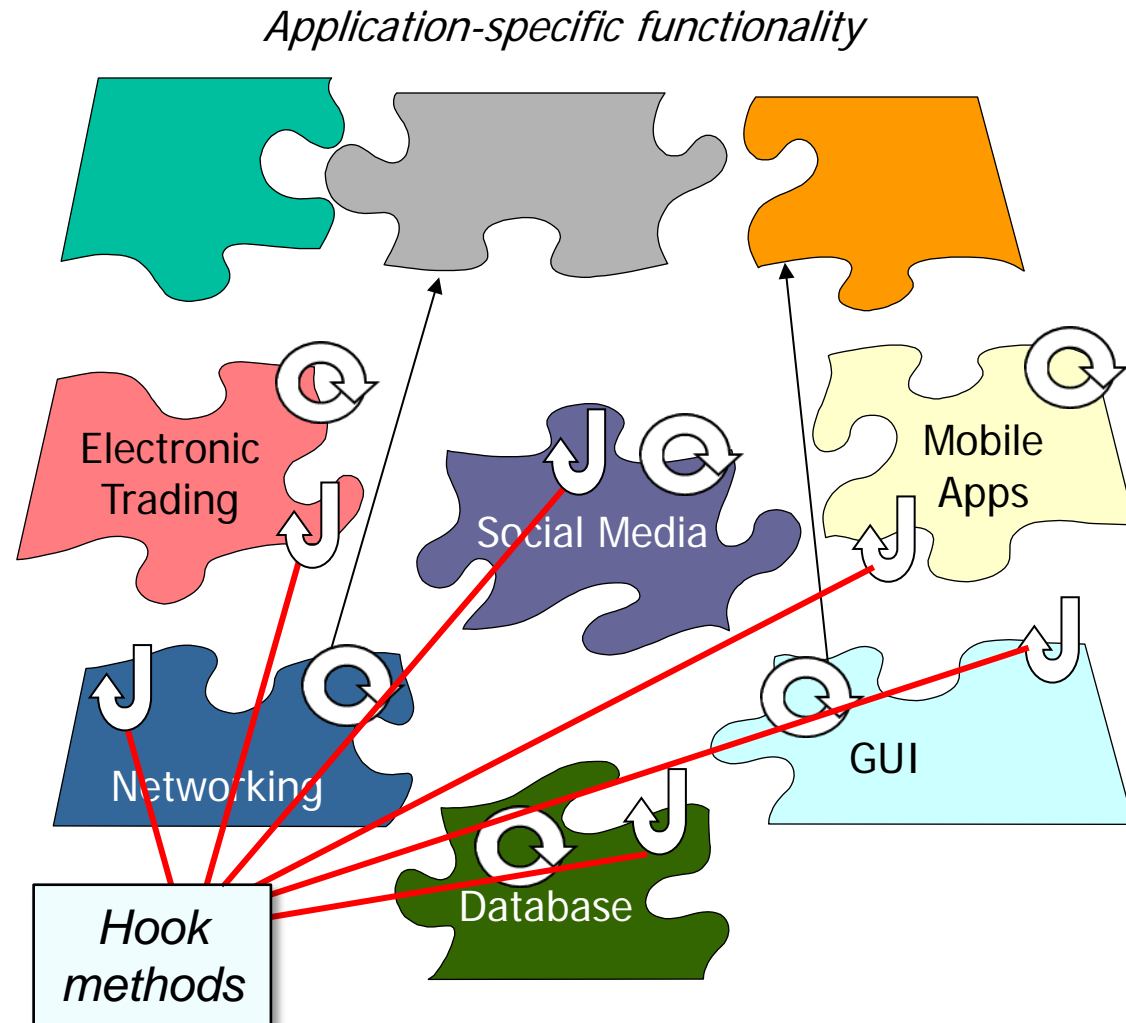 Application-specific functionality
Electronic
Trading
Social Media
Mobile
Apps
Networking
GUI
Database
Hook
methods